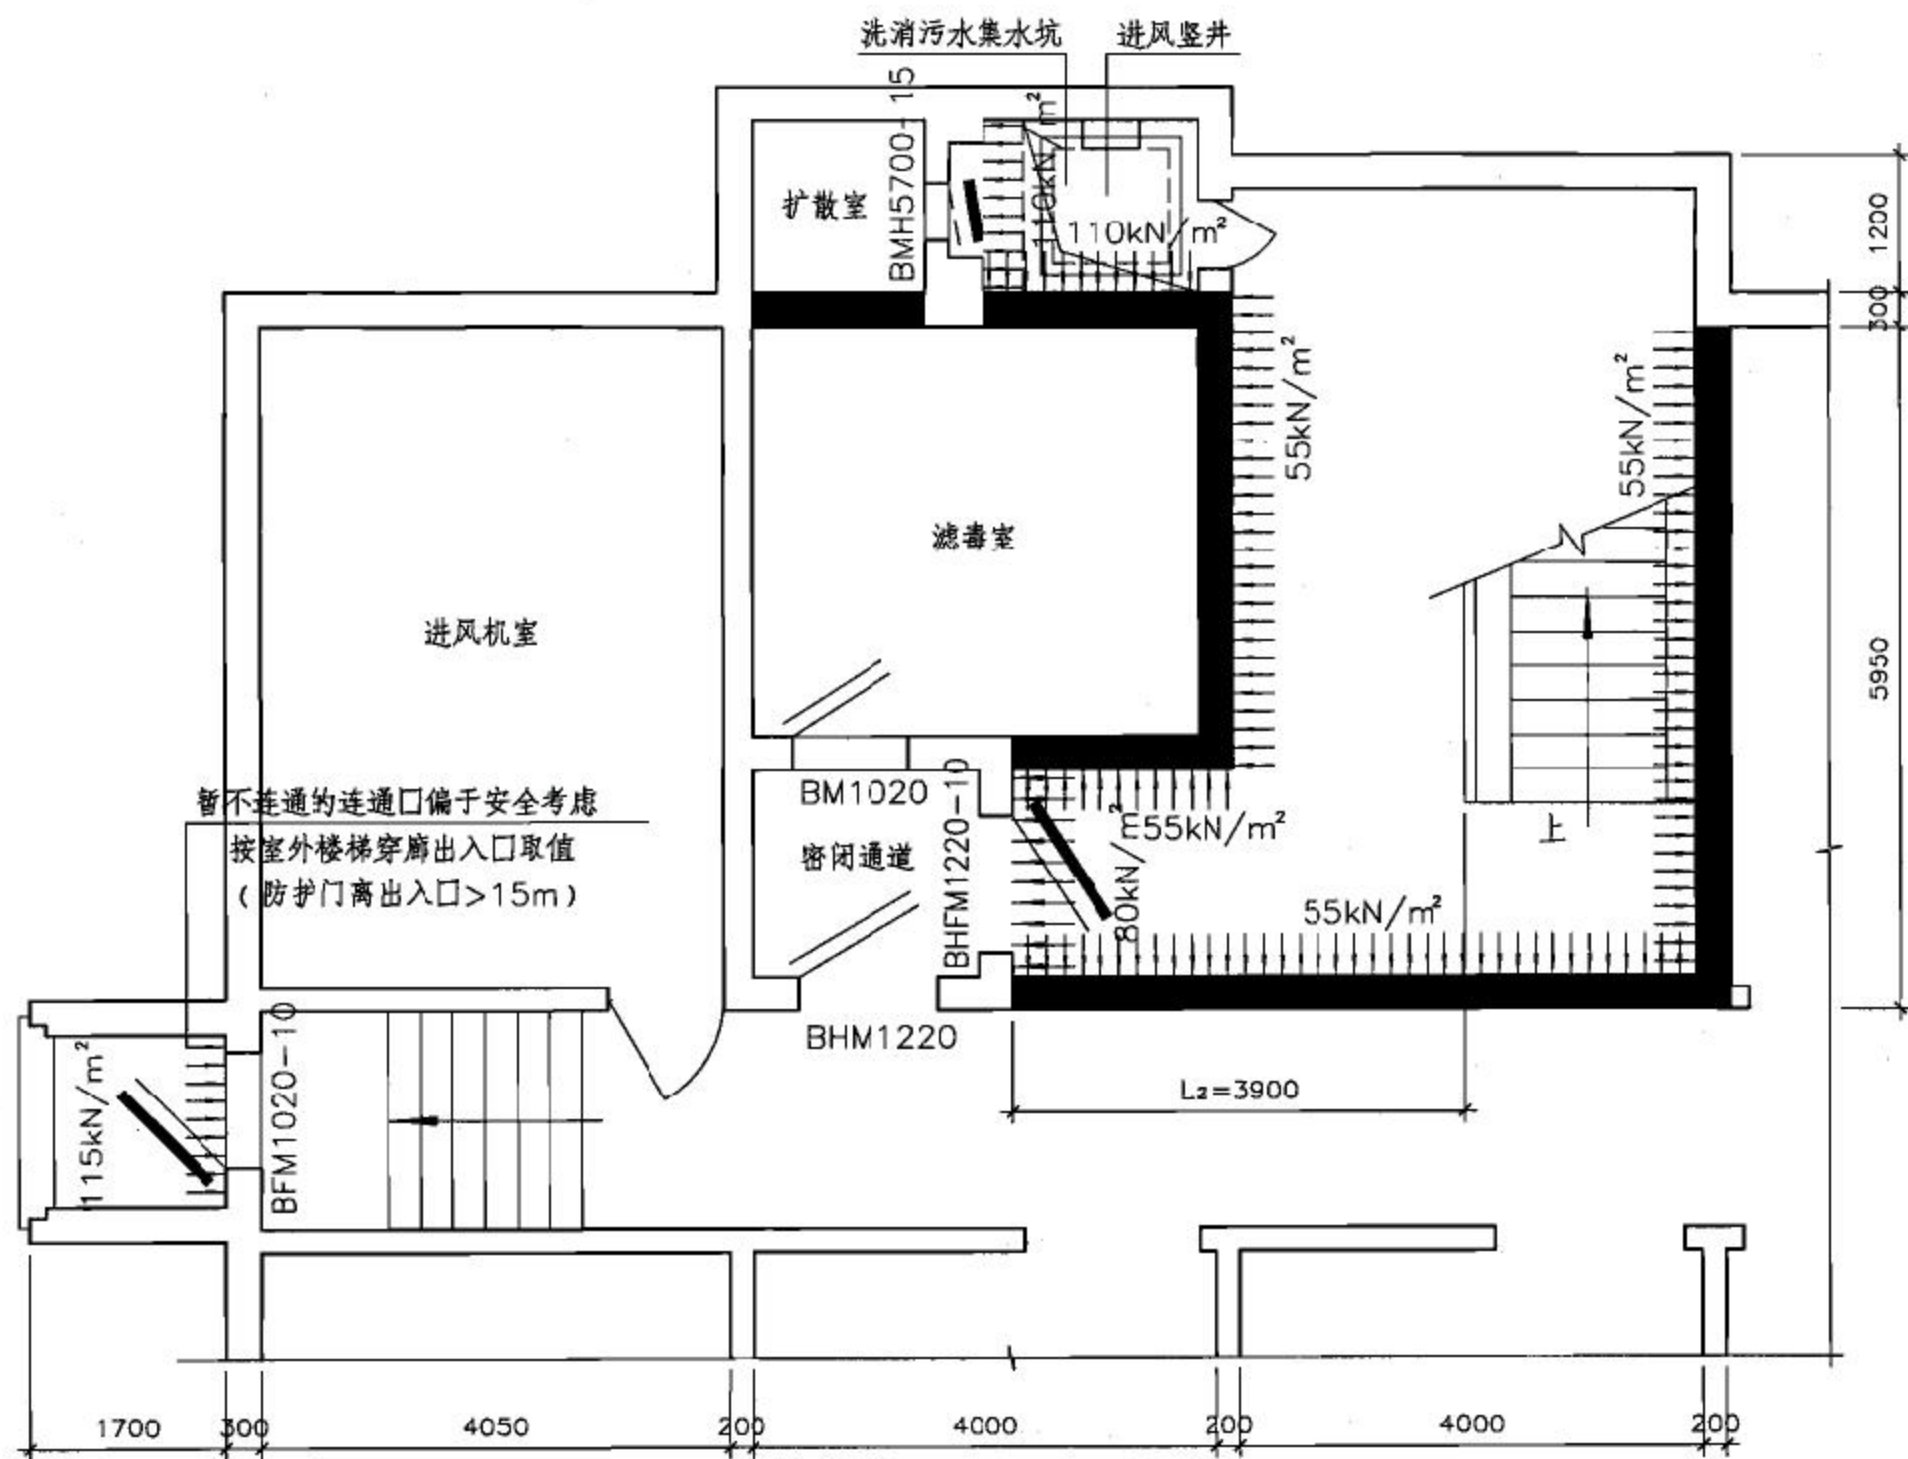 洗消污水集水坑
进风竖井
BMH5700-15
110kN/m²
110kN/m²
扩散室
1200
300
55kN/m²
55kN/m²
滤毒室
进风机室
5950
暂不连通的连通口偏于安全考虑
按室外楼梯穿廊出入口取值
(防护门离出入口>15m)
BM1020
密闭通道
BHFM1220-10
80kN/m²
55kN/m²
上
55kN/m²
BHM1220
L₂=3900
115kN/m²
BFM1020-10
1700
300
4050
200
4000
200
4000
200